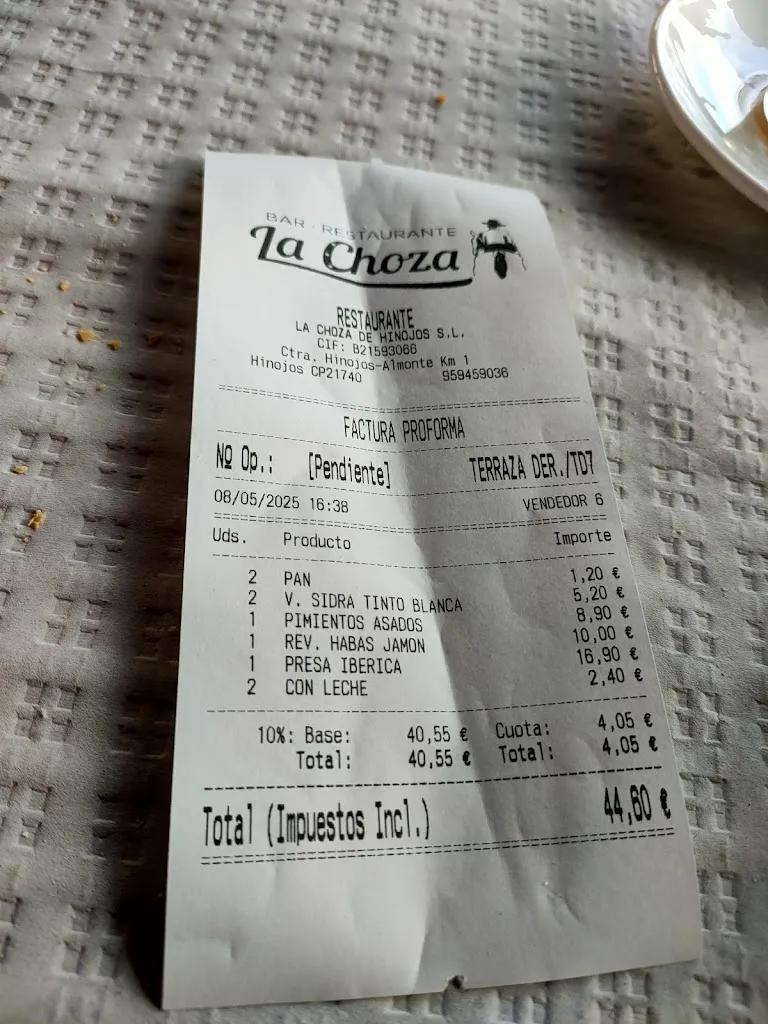 BAR - RESTAURANTE
La Choza
RESTAURANTE
LA CHOZA DE HINOJOS S.L.
CIF: B21593066
Ctra. Hinojos-Almonte Km 1
Hinojos CP21740 959459036
FACTURA PROFORMA
Nº Op.: [Pendiente] TERRAZA DER./TD7
08/05/2025 16:38 VENDEDOR 6
Uds. Producto Importe
2 PAN 1,20 €
2 V. SIDRA TINTO BLANCA 5,20 €
1 PIMIENTOS ASADOS 8,90 €
1 REV. HABAS JAMON 10,00 €
1 PRESA IBERICA 16,90 €
2 CON LECHE 2,40 €
10%: Base: 40,55 € Cuota: 4,05 €
Total: 40,55 € Total: 4,05 €
Total (Impuestos Incl.) 44,60 €